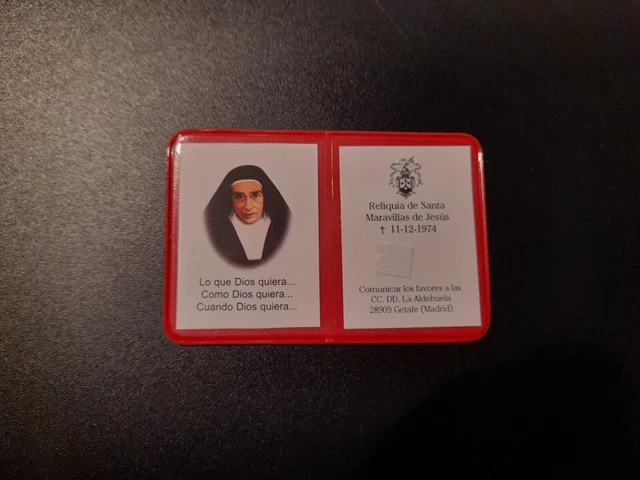 Lo que Dios quiera...
Como Dios quiera...
Cuando Dios quiera...
Reliquia de Santa
Maravillas de Jesús
† 11-12-1974
Comunicar los favores a las
CC. DD. La Aldehuela
28909 Getafe (Madrid)